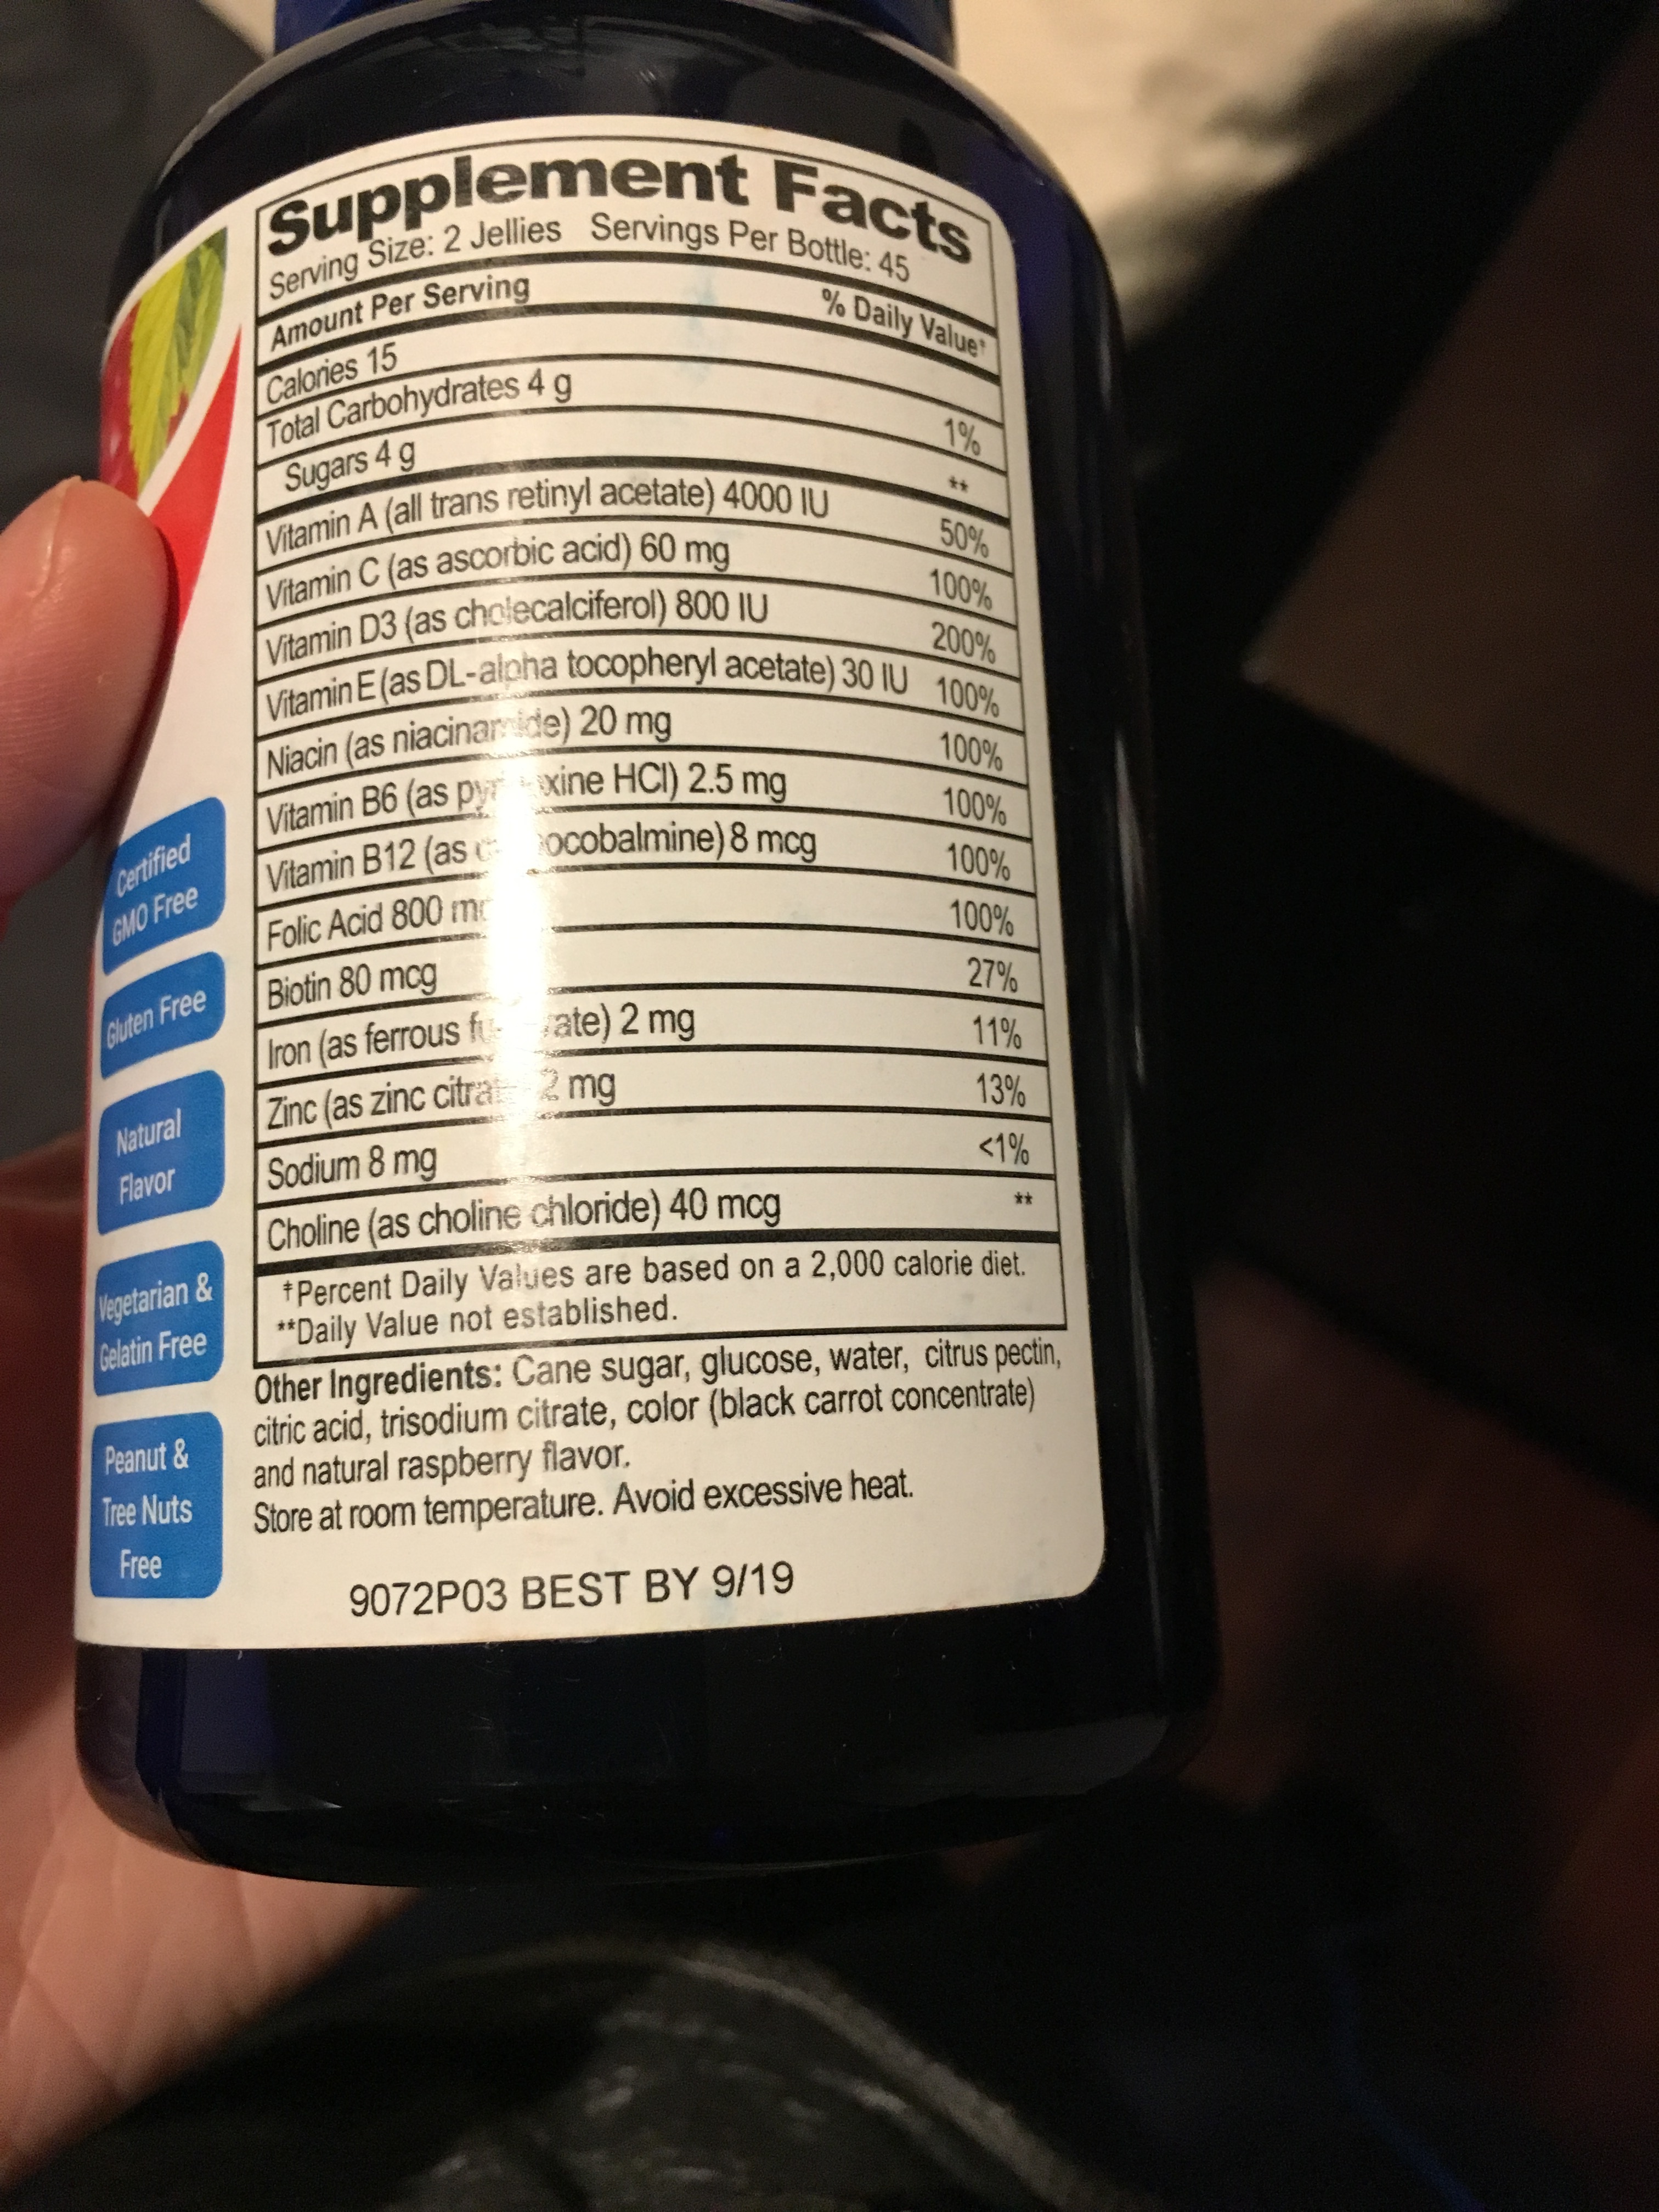 Supplement Facts
Serving Size: 2 Jellies Servings Per Bottle: 45
Amount Per Serving % Daily Value†
Calories 15
Total Carbohydrates 4 g 1%
Sugars 4 g **
Vitamin A (all trans retinyl acetate) 4000 IU 50%
Vitamin C (as ascorbic acid) 60 mg 100%
Vitamin D3 (as cholecalciferol) 800 IU 200%
Vitamin E (as DL-alpha tocopheryl acetate) 30 IU 100%
Niacin (as niacinamide) 20 mg 100%
Vitamin B6 (as HCl) 2.5 mg 100%
Vitamin B12 (as 8 mcg 100%
Folic Acid 800 100%
Biotin 80 mcg 27%
Iron (as ferrous 2 mg 11%
Zinc (as zinc 2 mg 13%
Sodium 8 mg <1%
Choline (as choline chloride) 40 mcg **
‡Percent Daily Values are based on a 2,000 calorie diet.
**Daily Value not established.
Other Ingredients: Cane sugar, glucose, water, citrus pectin,
citric acid, trisodium citrate, color (black carrot concentrate)
and natural raspberry flavor.
Store at room temperature. Avoid excessive heat.
9072P03 BEST BY 9/19
Certified
GMO Free
Gluten Free
Natural
Flavor
Vegetarian &
Gelatin Free
Peanut &
Tree Nuts
Free